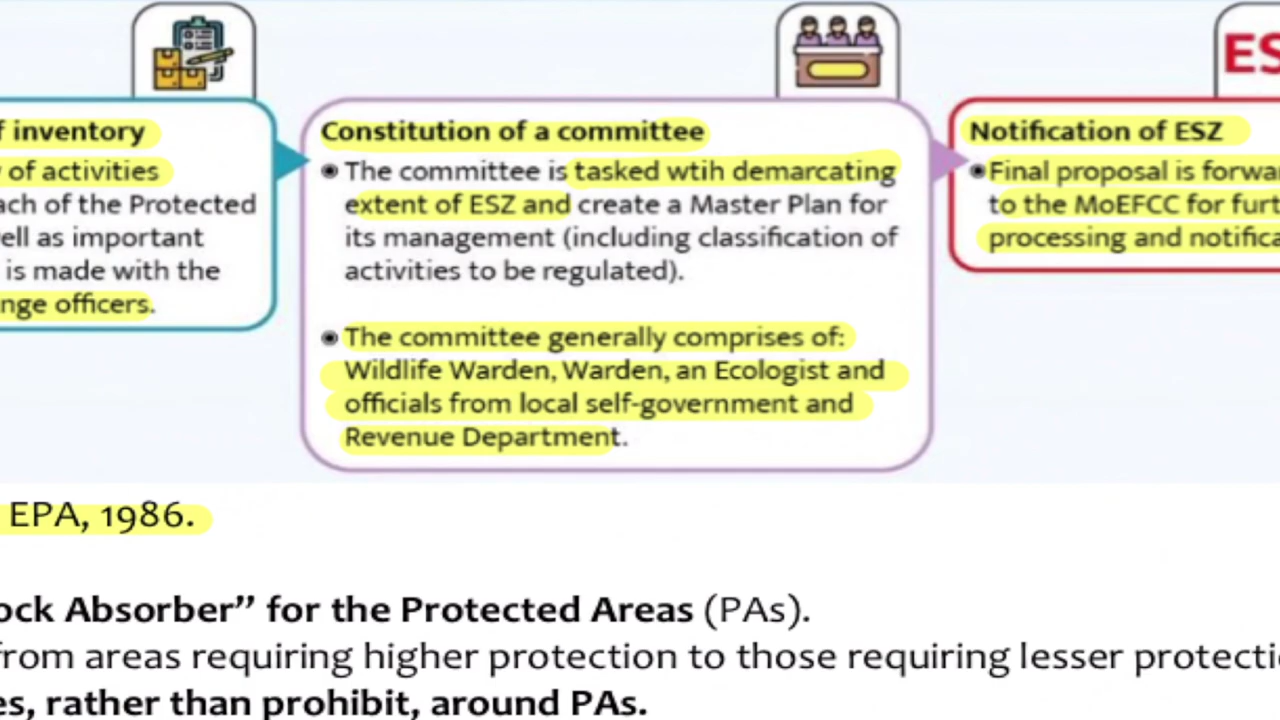 ES
f inventory
y of activities
ach of the Protected
ell as important
is made with the
nge officers.
Constitution of a committee
The committee is tasked wtih demarcating
extent of ESZ and create a Master Plan for
its management (including classification of
activities to be regulated).
The committee generally comprises of:
Wildlife Warden, Warden, an Ecologist and
officials from local self-government and
Revenue Department.
Notification of ESZ
Final proposal is forwa
to the MoEFCC for furt
processing and notifica
EPA, 1986.
ock Absorber” for the Protected Areas (PAs).
from areas requiring higher protection to those requiring lesser protecti
es, rather than prohibit, around PAs.